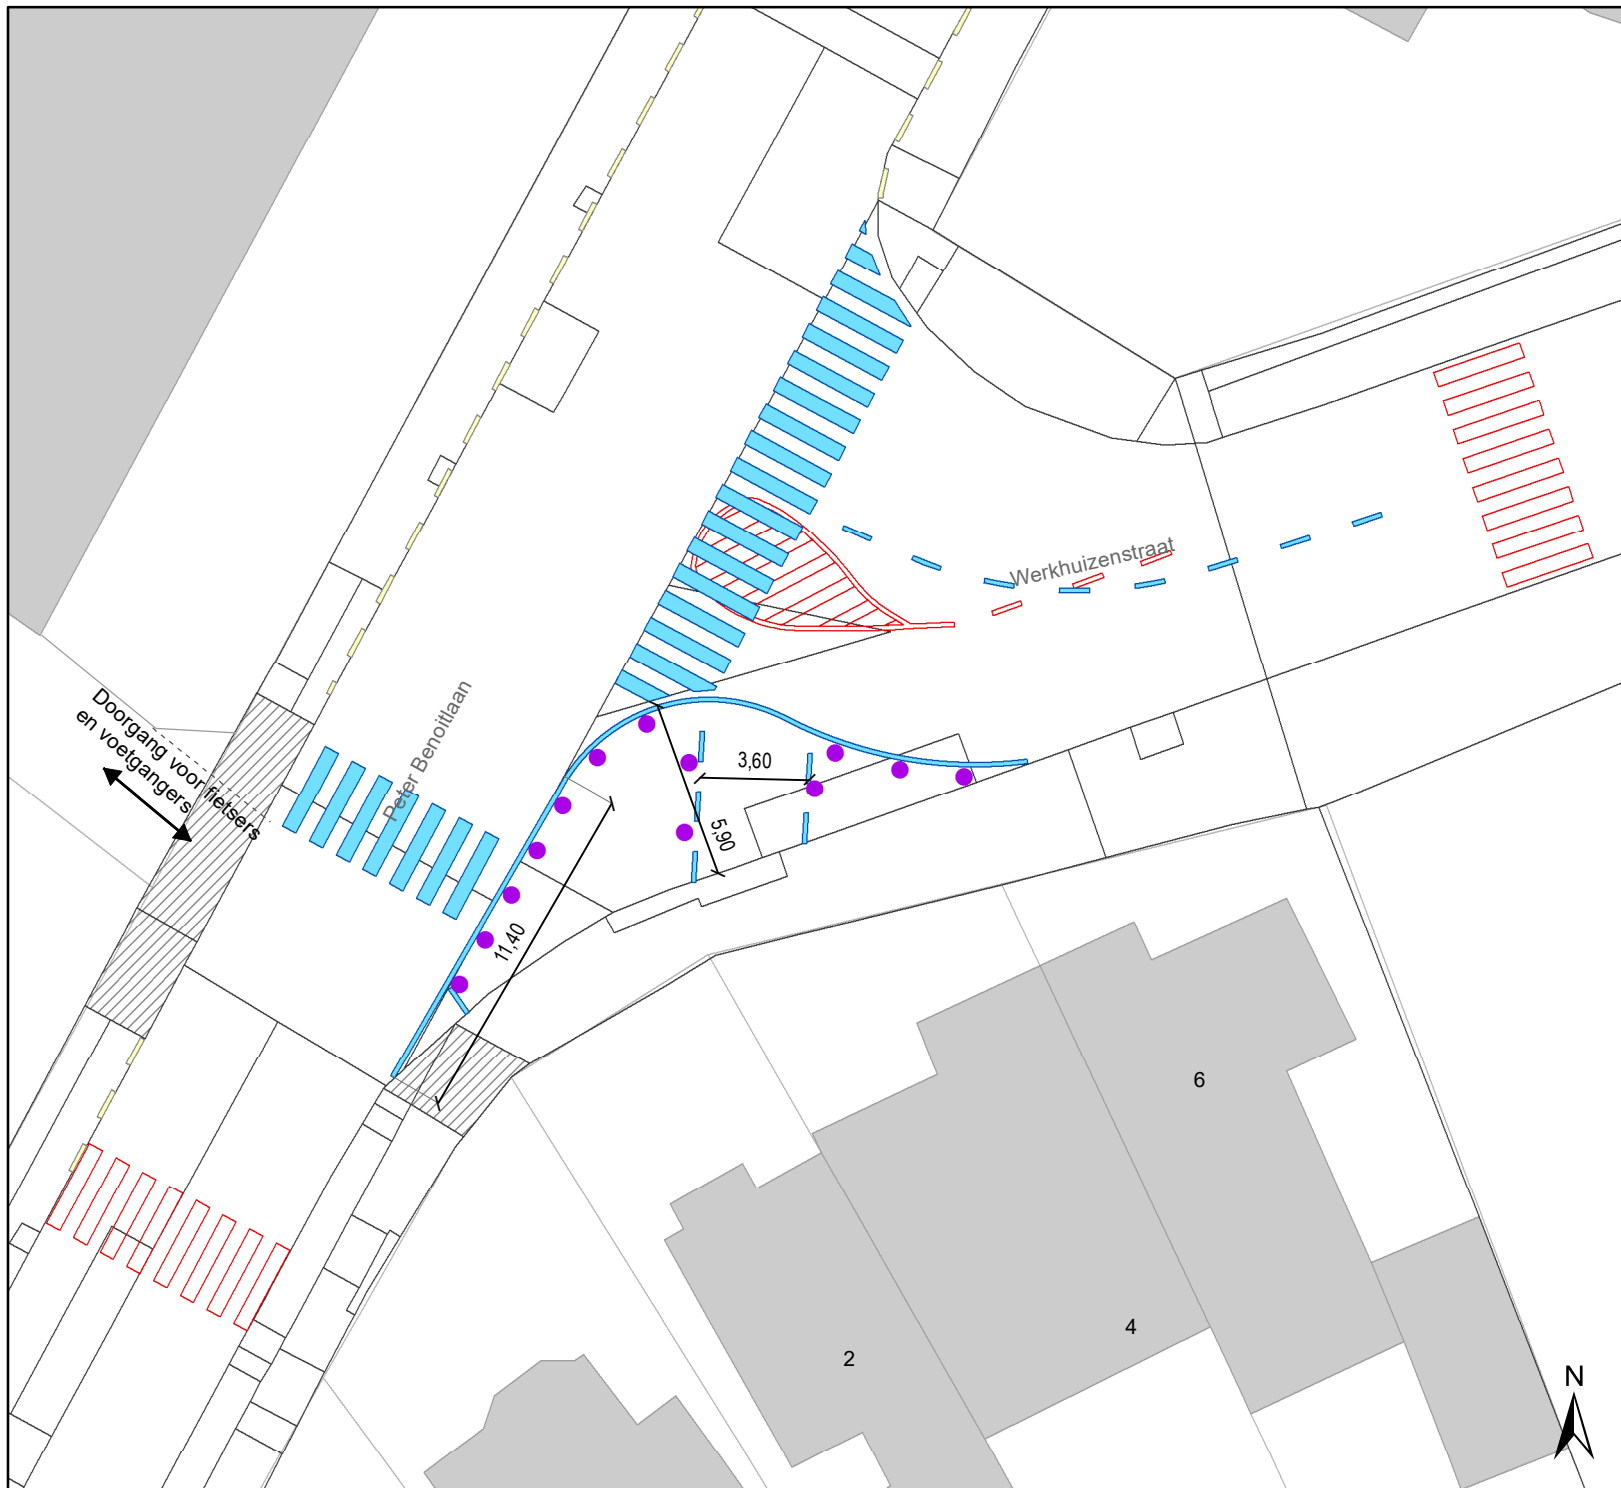 Werkhuizenstraat
Peter Benoitlaan
Doorgang voor fietsers
en voetgangers
3,60
5,90
11,40
6
4
2
N